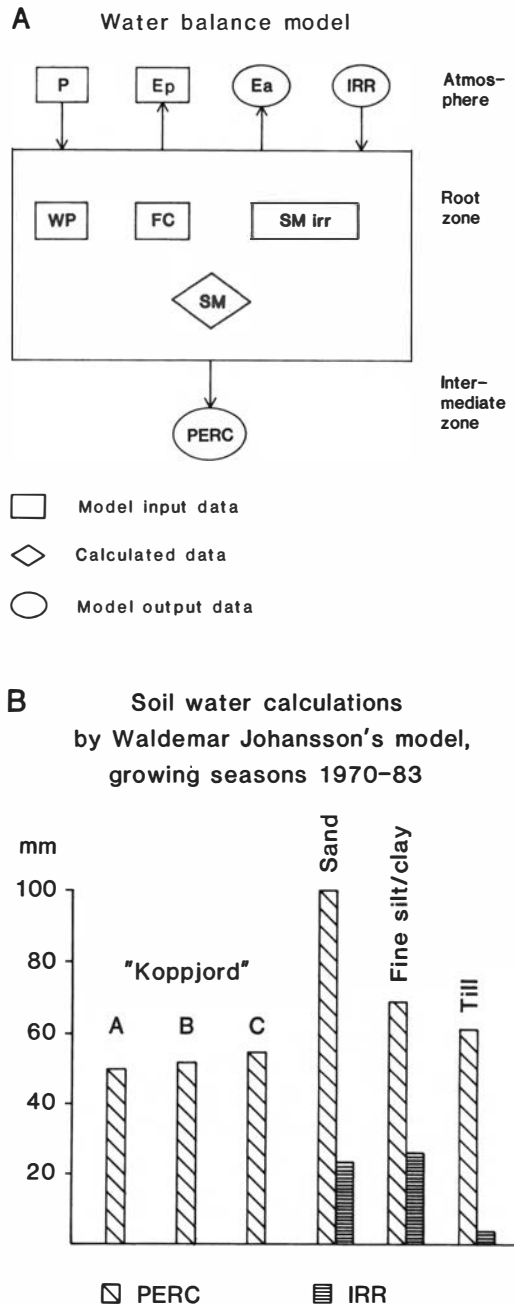 A Water balance model
P Ep Ea IRR Atmo-
sphere
WP FC SM irr Root
zone
SM
PERC Inter-
mediate
zone
Model input data
Calculated data
Model output data
B Soil water calculations
by Waldemar Johansson's model,
growing seasons 1970-83
mm
100
80
60
40
20
"Koppjord"
A B C
Sand
Fine silt/clay
Till
PERC IRR